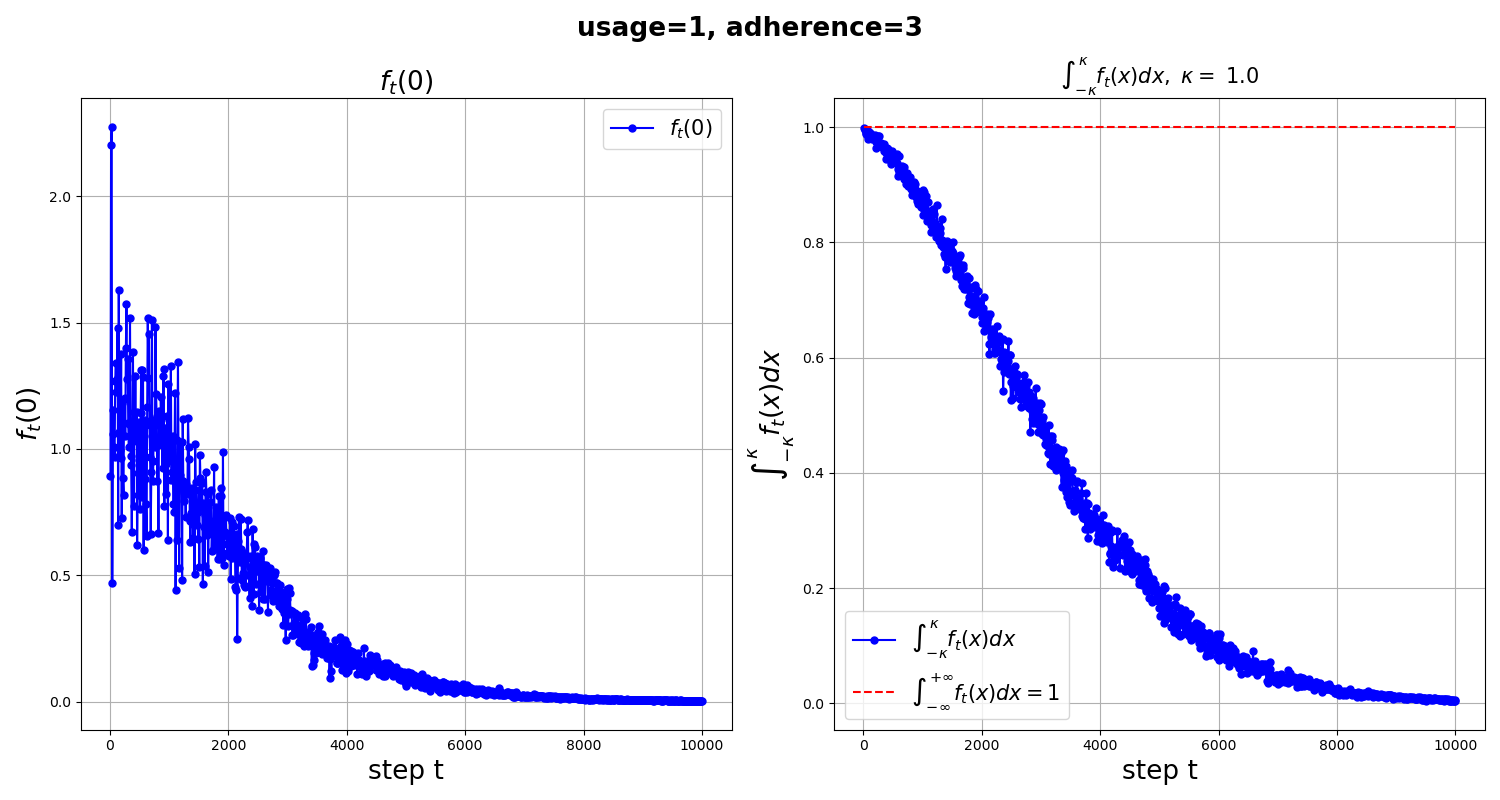 usage=1, adherence=3
f_t(0)
f_t(0)
2.0
1.5
1.0
0.5
0.0
f_t(0)
0 2000 4000 6000 8000 10000
step t
∫_{-κ}^{κ} f_t(x)dx, κ = 1.0
1.0
0.8
0.6
0.4
0.2
0.0
∫_{-κ}^{κ} f_t(x)dx
∫_{-κ}^{κ} f_t(x)dx
∫_{-∞}^{+∞} f_t(x)dx = 1
0 2000 4000 6000 8000 10000
step t